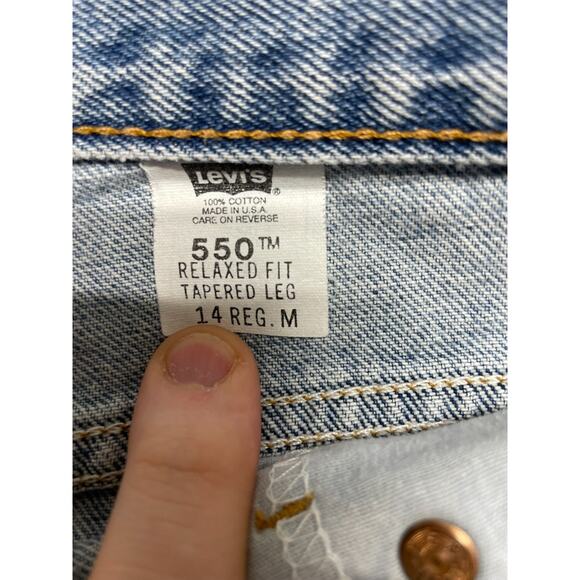 Levi's ®
100% COTTON
MADE IN U.S.A
CARE ON REVERSE
550™
RELAXED FIT
TAPERED LEG
14 REG. M